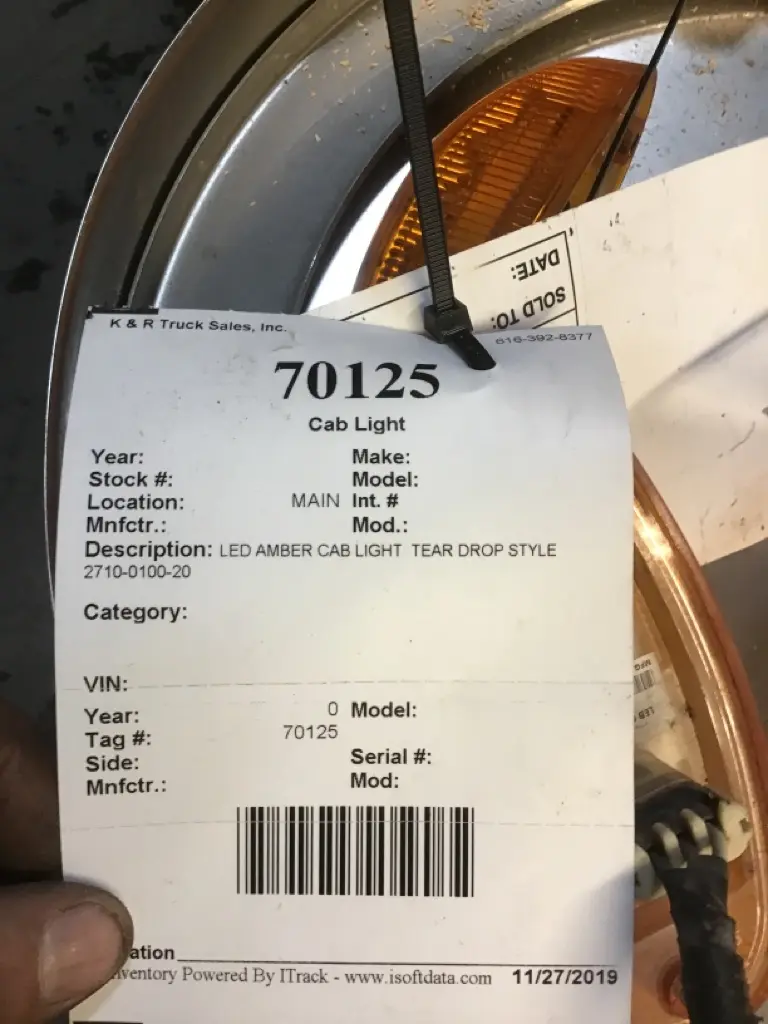 DATE:
SOLD TO:
K & R Truck Sales, Inc.
616-392-8377
70125
Cab Light
Year: Make:
Stock #: Model:
Location: MAIN Int. #
Mnfctr.: Mod.:
Description: LED AMBER CAB LIGHT TEAR DROP STYLE
2710-0100-20
Category:
VIN:
Year: 0 Model:
Tag #: 70125
Side: Serial #:
Mnfctr.: Mod:
ation
nventory Powered By ITrack - www.isoftdata.com 11/27/2019
MFG
LED